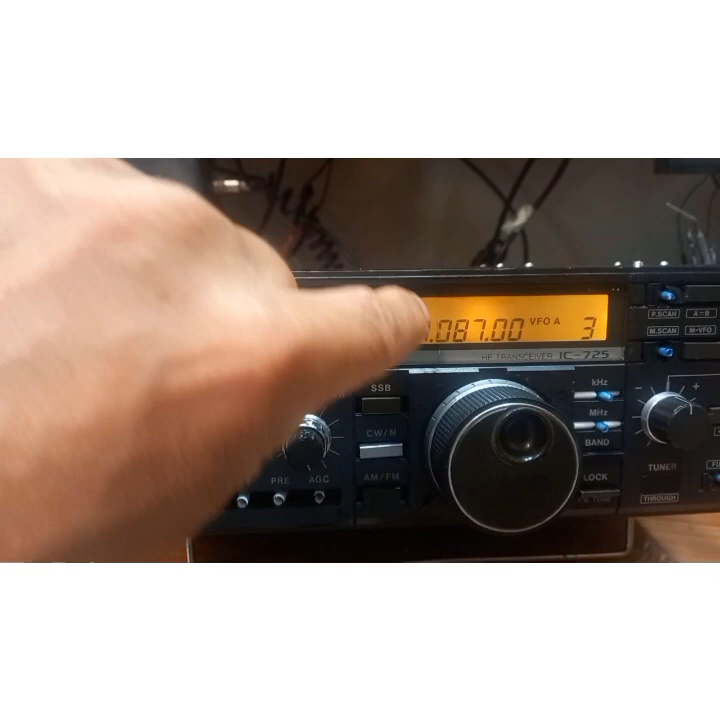 .087.00 VFO A 3
HF TRANSCEIVER IC-725
P.SCAN A=B
M.SCAN M-VFO
SSB
CW/N
AM/FM
PRE AGC
kHz
MHz
BAND
LOCK
- +
TUNER
THROUGH